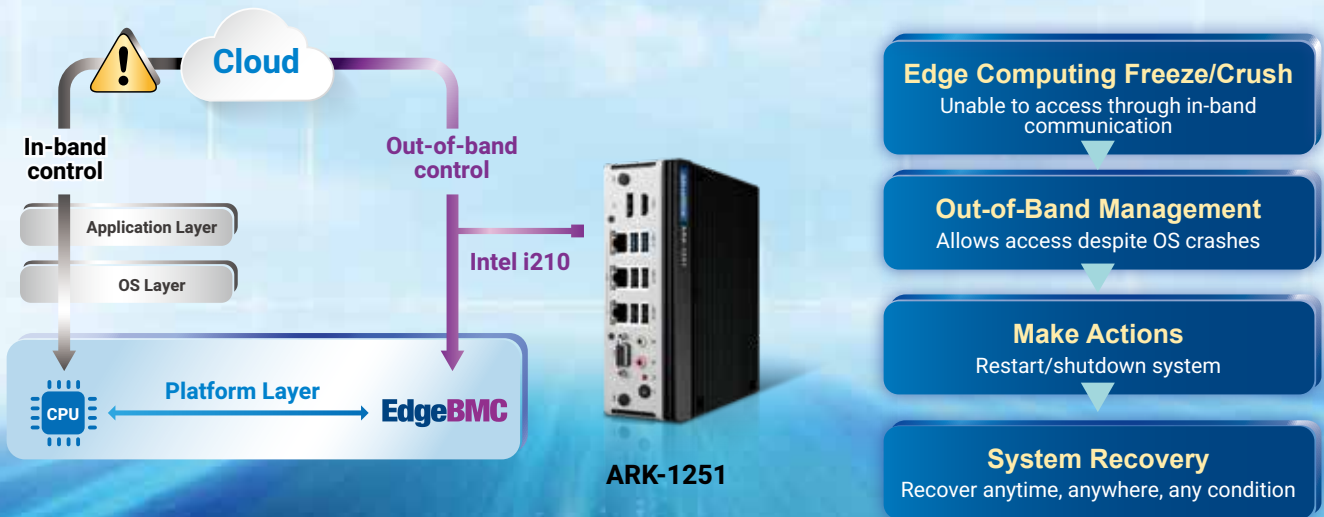 Cloud
In-band
control
Out-of-band
control
Application Layer
OS Layer
Intel i210
Platform Layer
CPU
EdgeBMC
ARK-1251
Edge Computing Freeze/Crush
Unable to access through in-band
communication
Out-of-Band Management
Allows access despite OS crashes
Make Actions
Restart/shutdown system
System Recovery
Recover anytime, anywhere, any condition